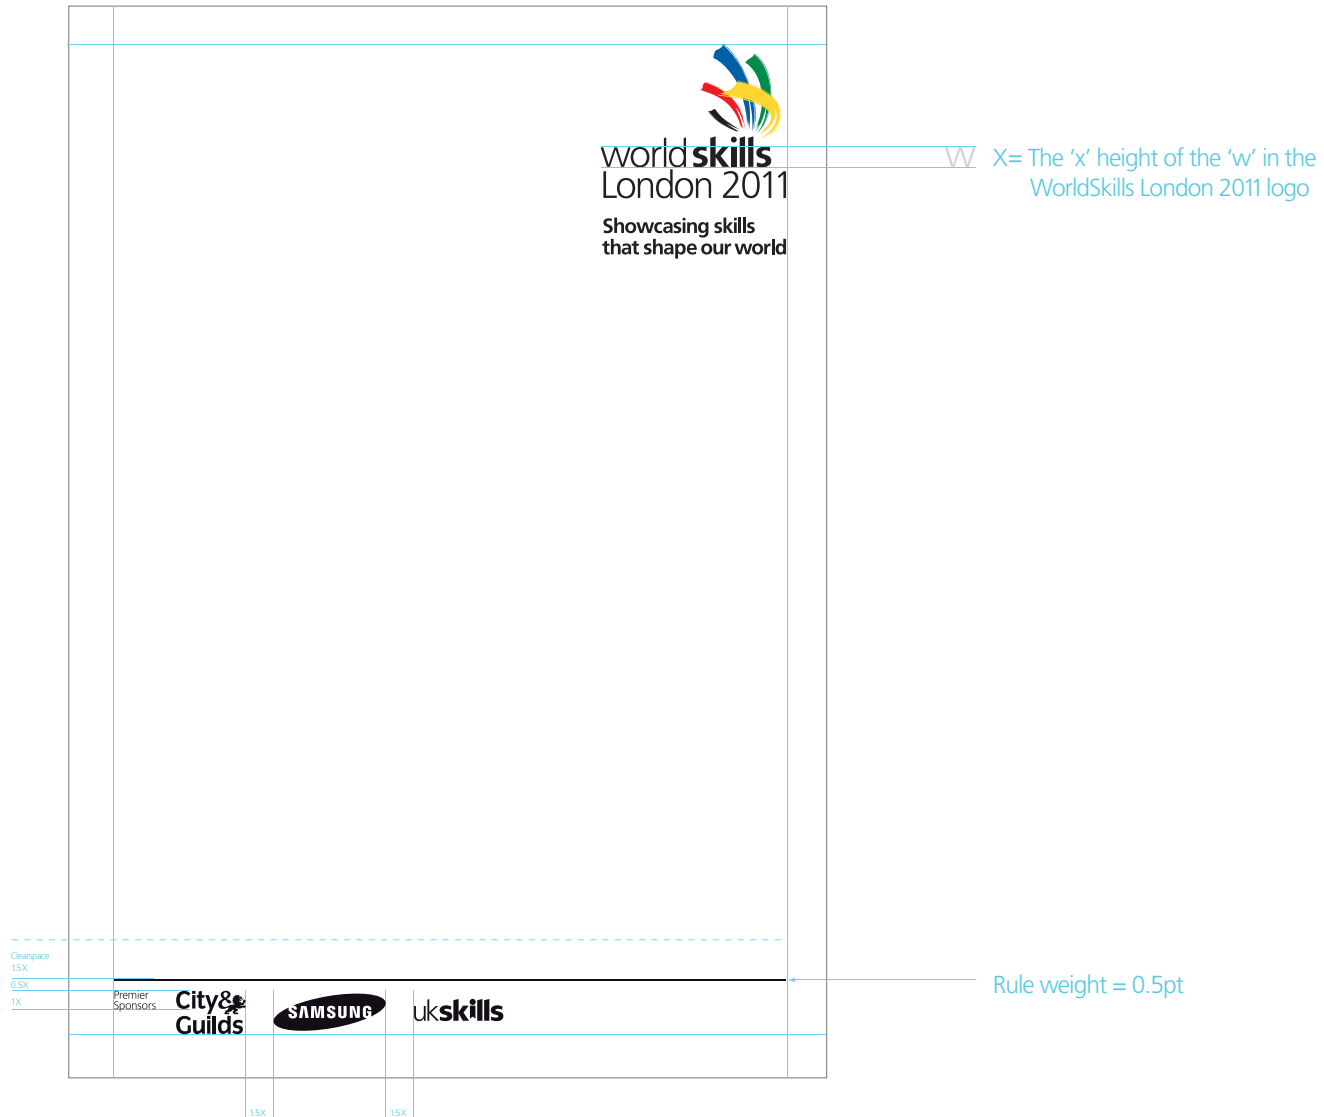 world skills
London 2011
Showcasing skills
that shape our world
W
X= The ‘x’ height of the ‘w’ in the
WorldSkills London 2011 logo
Clearspace
1.5X
0.5X
1X
Premier
Sponsors
City&
Guilds
SAMSUNG
ukskills
Rule weight = 0.5pt
1.5X
1.5X